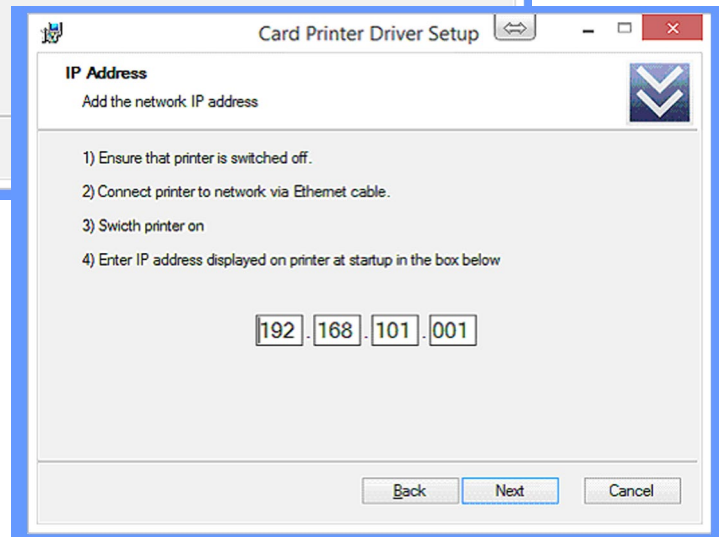 Card Printer Driver Setup
IP Address
Add the network IP address
1) Ensure that printer is switched off.
2) Connect printer to network via Ethernet cable.
3) Swicth printer on
4) Enter IP address displayed on printer at startup in the box below
192 . 168 . 101 . 001
Back Next Cancel